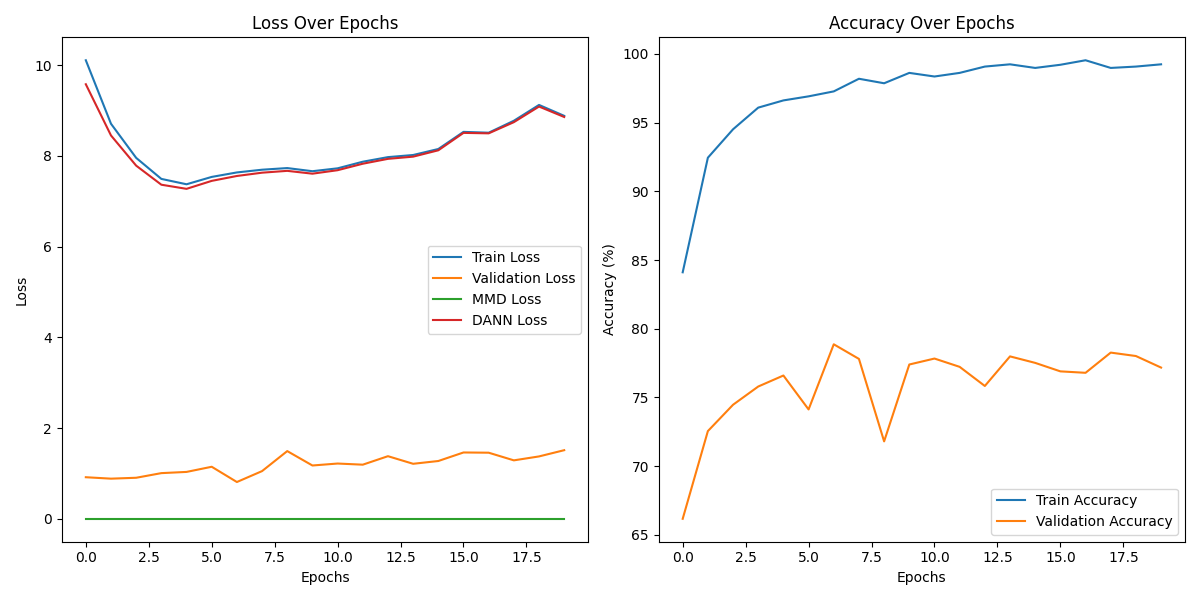 Loss Over Epochs
10
8
6
4
2
0
Loss
0.0 2.5 5.0 7.5 10.0 12.5 15.0 17.5
Epochs
Train Loss
Validation Loss
MMD Loss
DANN Loss
Accuracy Over Epochs
100
95
90
85
80
75
70
65
Accuracy (%)
0.0 2.5 5.0 7.5 10.0 12.5 15.0 17.5
Epochs
Train Accuracy
Validation Accuracy